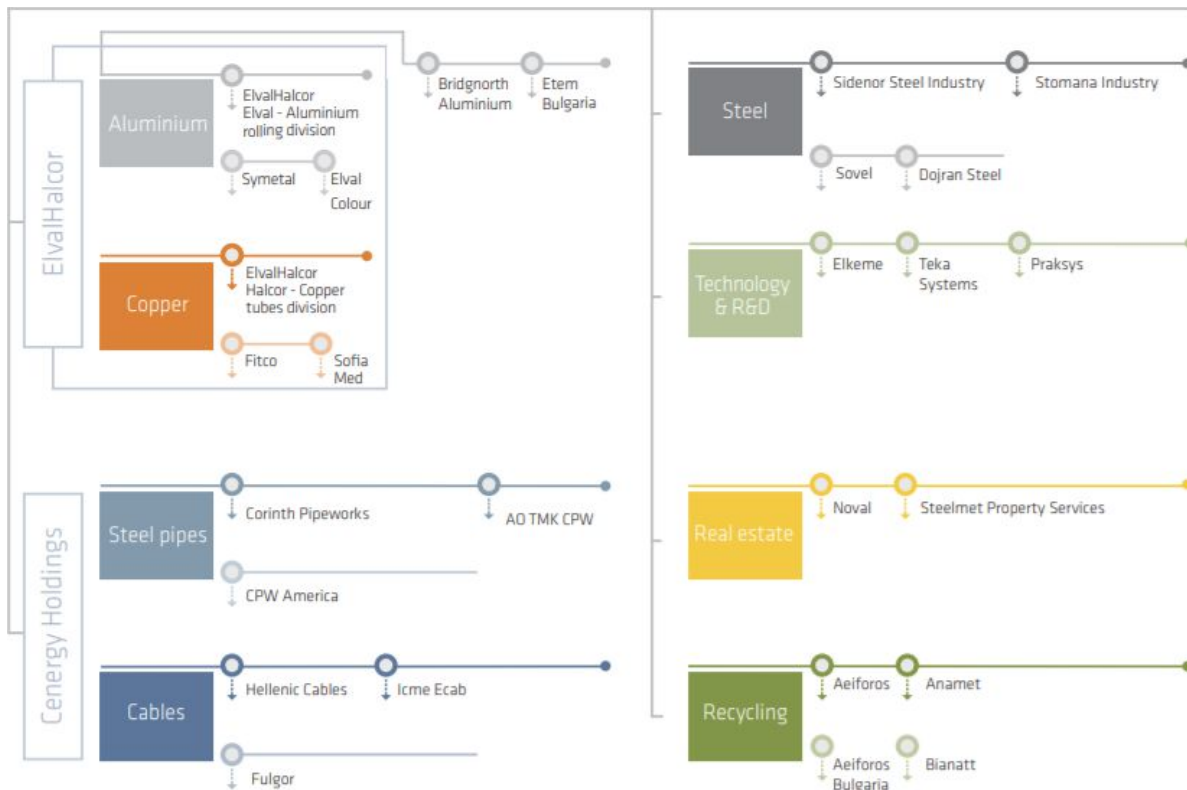 ElvalHalcor
Aluminium
ElvalHalcor
Elval - Aluminium
rolling division
Bridgnorth
Aluminium
Etem
Bulgaria
Symetal
Elval
Colour
Copper
ElvalHalcor
Halcor - Copper
tubes division
Fitco
Sofia
Med
Cenergy Holdings
Steel pipes
Corinth Pipeworks
AO TMK CPW
CPW America
Cables
Hellenic Cables
Icme Ecab
Fulgor
Steel
Sidenor Steel Industry
Stomana Industry
Sovel
Dojran Steel
Technology
& R&D
Elkeme
Teka
Systems
Praksys
Real estate
Noval
Steelmet Property Services
Recycling
Aeiforos
Anamet
Aeiforos
Bulgaria
Bianatt